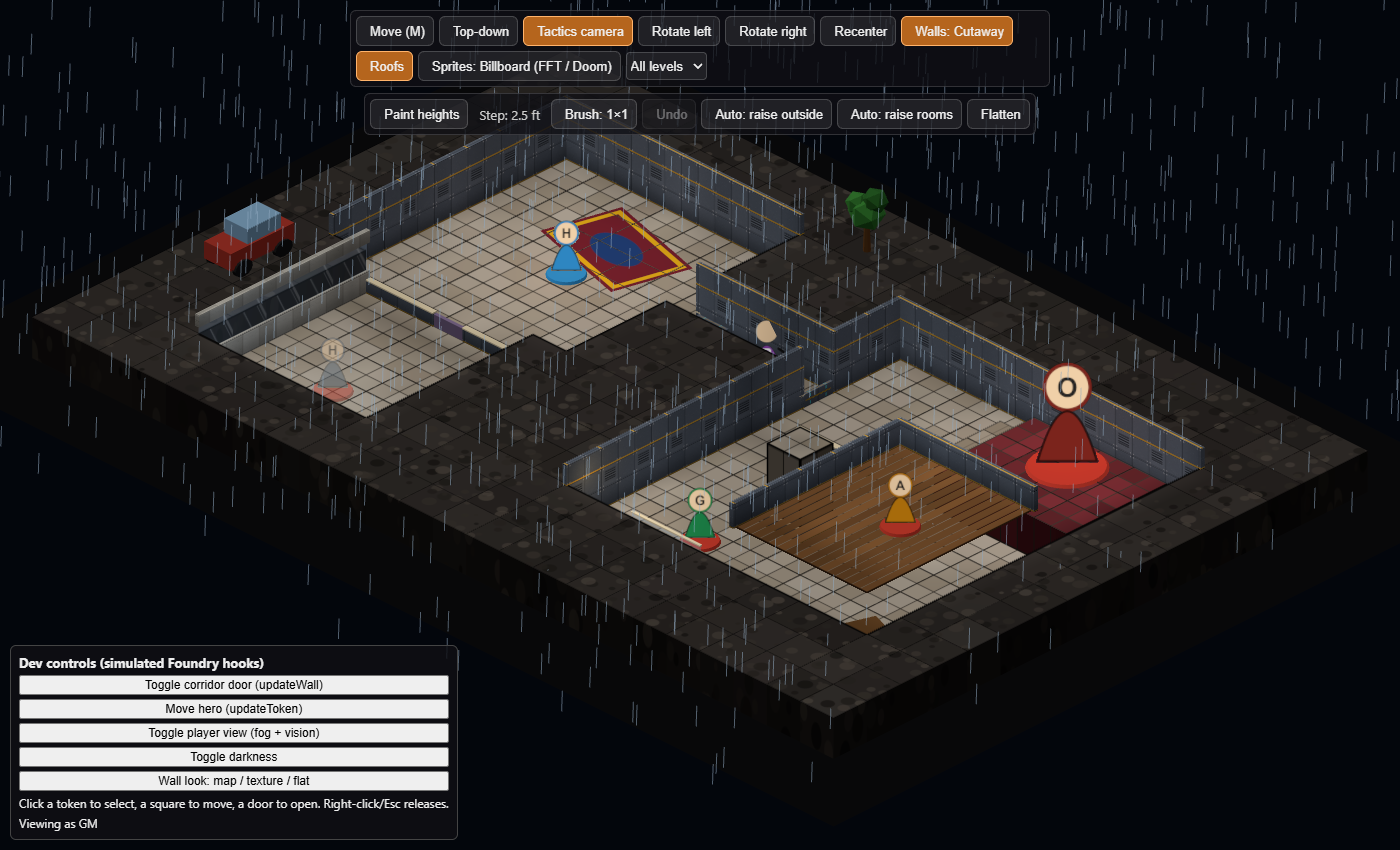 Move (M) Top-down Tactics camera Rotate left Rotate right Recenter Walls: Cutaway
Roofs Sprites: Billboard (FFT / Doom) All levels
Paint heights Step: 2.5 ft Brush: 1×1 Undo Auto: raise outside Auto: raise rooms Flatten
H
H
O
A
G
Dev controls (simulated Foundry hooks)
Toggle corridor door (updateWall)
Move hero (updateToken)
Toggle player view (fog + vision)
Toggle darkness
Wall look: map / texture / flat
Click a token to select, a square to move, a door to open. Right-click/Esc releases.
Viewing as GM